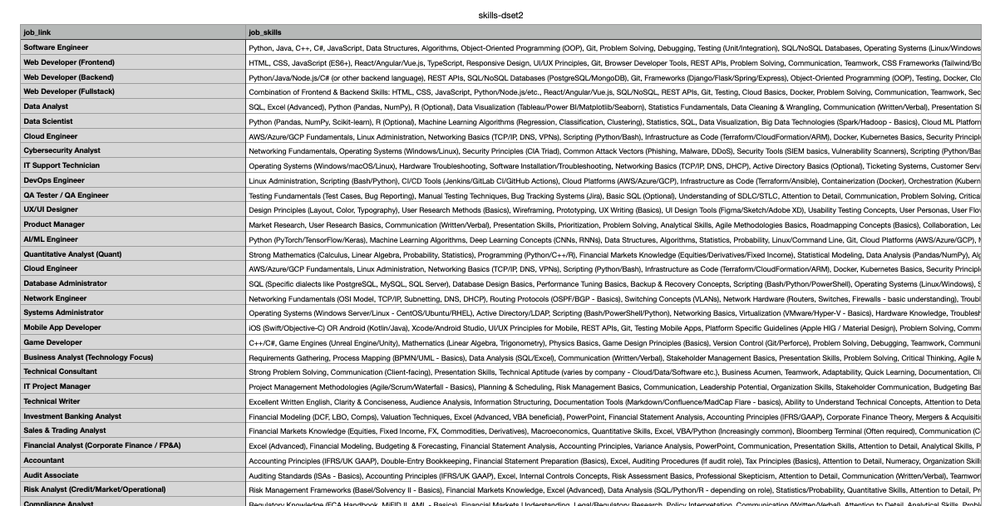 skills-dset2
job_link job_skills
Software Engineer Python, Java, C++, C#, JavaScript, Data Structures, Algorithms, Object-Oriented Programming (OOP), Git, Problem Solving, Debugging, Testing (Unit/Integration), SQL/NoSQL Databases, Operating Systems (Linux/Windows
Web Developer (Frontend) HTML, CSS, JavaScript (ES6+), React/Angular/Vue.js, TypeScript, Responsive Design, UI/UX Principles, Git, Browser Developer Tools, REST APIs, Problem Solving, Communication, Teamwork, CSS Frameworks (Tailwind/Bo
Web Developer (Backend) Python/Java/Node.js/C# (or other backend language), REST APIs, SQL/NoSQL Databases (PostgreSQL/MongoDB), Git, Frameworks (Django/Flask/Spring/Express), Object-Oriented Programming (OOP), Testing, Docker, Clo
Web Developer (Fullstack) Combination of Frontend & Backend Skills: HTML, CSS, JavaScript, Python/Node.js/etc., React/Angular/Vue.js, SQL/NoSQL, REST APIs, Git, Testing, Cloud Basics, Docker, Problem Solving, Communication, Teamwork, Sec
Data Analyst SQL, Excel (Advanced), Python (Pandas, NumPy), R (Optional), Data Visualization (Tableau/Power BI/Matplotlib/Seaborn), Statistics Fundamentals, Data Cleaning & Wrangling, Communication (Written/Verbal), Presentation S
Data Scientist Python (Pandas, NumPy, Scikit-learn), R (Optional), Machine Learning Algorithms (Regression, Classification, Clustering), Statistics, SQL, Data Visualization, Big Data Technologies (Spark/Hadoop - Basics), Cloud ML Platform
Cloud Engineer AWS/Azure/GCP Fundamentals, Linux Administration, Networking Basics (TCP/IP, DNS, VPNs), Scripting (Python/Bash), Infrastructure as Code (Terraform/CloudFormation/ARM), Docker, Kubernetes Basics, Security Principl
Cybersecurity Analyst Networking Fundamentals, Operating Systems (Windows/Linux), Security Principles (CIA Triad), Common Attack Vectors (Phishing, Malware, DDoS), Security Tools (SIEM basics, Vulnerability Scanners), Scripting (Python/Bas
IT Support Technician Operating Systems (Windows/macOS/Linux), Hardware Troubleshooting, Software Installation/Troubleshooting, Networking Basics (TCP/IP, DNS, DHCP), Active Directory Basics (Optional), Ticketing Systems, Customer Servi
DevOps Engineer Linux Administration, Scripting (Bash/Python), CI/CD Tools (Jenkins/GitLab CI/GitHub Actions), Cloud Platforms (AWS/Azure/GCP), Infrastructure as Code (Terraform/Ansible), Containerization (Docker), Orchestration (Kubern
QA Tester / QA Engineer Testing Fundamentals (Test Cases, Bug Reporting), Manual Testing Techniques, Bug Tracking Systems (Jira), Basic SQL (Optional), Understanding of SDLC/STLC, Attention to Detail, Communication, Problem Solving, Critical
UX/UI Designer Design Principles (Layout, Color, Typography), User Research Methods (Basics), Wireframing, Prototyping, UX Writing (Basics), UI Design Tools (Figma/Sketch/Adobe XD), Usability Testing Concepts, User Personas, User Flo
Product Manager Market Research, User Research Basics, Communication (Written/Verbal), Presentation Skills, Prioritization, Problem Solving, Analytical Skills, Agile Methodologies Basics, Roadmapping Concepts (Basics), Collaboration, Lea
AI/ML Engineer Python (PyTorch/TensorFlow/Keras), Machine Learning Algorithms, Deep Learning Concepts (CNNs, RNNs), Data Structures, Algorithms, Statistics, Probability, Linux/Command Line, Git, Cloud Platforms (AWS/Azure/GCP), M
Quantitative Analyst (Quant) Strong Mathematics (Calculus, Linear Algebra, Probability, Statistics), Programming (Python/C++/R), Financial Markets Knowledge (Equities/Derivatives/Fixed Income), Statistical Modeling, Data Analysis (Pandas/NumPy), Alg
Cloud Engineer AWS/Azure/GCP Fundamentals, Linux Administration, Networking Basics (TCP/IP, DNS, VPNs), Scripting (Python/Bash), Infrastructure as Code (Terraform/CloudFormation/ARM), Docker, Kubernetes Basics, Security Principl
Database Administrator SQL (Specific dialects like PostgreSQL, MySQL, SQL Server), Database Design Basics, Performance Tuning Basics, Backup & Recovery Concepts, Scripting (Bash/Python/PowerShell), Operating Systems (Linux/Windows), S
Network Engineer Networking Fundamentals (OSI Model, TCP/IP, Subnetting, DNS, DHCP), Routing Protocols (OSPF/BGP - Basics), Switching Concepts (VLANs), Network Hardware (Routers, Switches, Firewalls - basic understanding), Troubl
Systems Administrator Operating Systems (Windows Server/Linux - CentOS/Ubuntu/RHEL), Active Directory/LDAP, Scripting (Bash/PowerShell/Python), Networking Basics, Virtualization (VMware/Hyper-V - Basics), Hardware Knowledge, Troublesh
Mobile App Developer iOS (Swift/Objective-C) OR Android (Kotlin/Java), Xcode/Android Studio, UI/UX Principles for Mobile, REST APIs, Git, Testing Mobile Apps, Platform Specific Guidelines (Apple HIG / Material Design), Problem Solving, Comm
Game Developer C++/C#, Game Engines (Unreal Engine/Unity), Mathematics (Linear Algebra, Trigonometry), Physics Basics, Game Design Principles (Basics), Version Control (Git/Perforce), Problem Solving, Debugging, Teamwork, Communi
Business Analyst (Technology Focus) Requirements Gathering, Process Mapping (BPMN/UML - Basics), Data Analysis (SQL/Excel), Communication (Written/Verbal), Stakeholder Management Basics, Presentation Skills, Problem Solving, Critical Thinking, Agile M
Technical Consultant Strong Problem Solving, Communication (Client-facing), Presentation Skills, Technical Aptitude (varies by company - Cloud/Data/Software etc.), Business Acumen, Teamwork, Adaptability, Quick Learning, Documentation, Cli
IT Project Manager Project Management Methodologies (Agile/Scrum/Waterfall - Basics), Planning & Scheduling, Risk Management Basics, Communication, Leadership Potential, Organization Skills, Stakeholder Communication, Budgeting Bas
Technical Writer Excellent Written English, Clarity & Conciseness, Audience Analysis, Information Structuring, Documentation Tools (Markdown/Confluence/MadCap Flare - basics), Ability to Understand Technical Concepts, Attention to Deta
Investment Banking Analyst Financial Modeling (DCF, LBO, Comps), Valuation Techniques, Excel (Advanced, VBA beneficial), PowerPoint, Financial Statement Analysis, Accounting Principles (IFRS/GAAP), Corporate Finance Theory, Mergers & Acquisiti
Sales & Trading Analyst Financial Markets Knowledge (Equities, Fixed Income, FX, Commodities, Derivatives), Macroeconomics, Quantitative Skills, Excel, VBA/Python (Increasingly common), Bloomberg Terminal (Often required), Communication (C
Financial Analyst (Corporate Finance / FP&A) Excel (Advanced), Financial Modeling, Budgeting & Forecasting, Financial Statement Analysis, Accounting Principles, Variance Analysis, PowerPoint, Communication, Presentation Skills, Attention to Detail, Analytical Skills, P
Accountant Accounting Principles (IFRS/UK GAAP), Double-Entry Bookkeeping, Financial Statement Preparation (Basics), Excel, Auditing Procedures (If audit role), Tax Principles (Basics), Attention to Detail, Numeracy, Organization Skill
Audit Associate Auditing Standards (ISAs - Basics), Accounting Principles (IFRS/UK GAAP), Excel, Internal Controls Concepts, Risk Assessment Basics, Professional Skepticism, Attention to Detail, Communication (Written/Verbal), Teamwor
Risk Analyst (Credit/Market/Operational) Risk Management Frameworks (Basel/Solvency II - Basics), Financial Markets Knowledge, Excel (Advanced), Data Analysis (SQL/Python/R - depending on role), Statistics/Probability, Quantitative Skills, Attention to Detail,
Compliance Analyst Regulatory Knowledge (FCA Handbook, MiFID II, AML - Basics), Financial Markets Understanding, Legal/Regulatory Research, Policy Interpretation, Communication (Written/Verbal), Attention to Detail, Analytical Skills